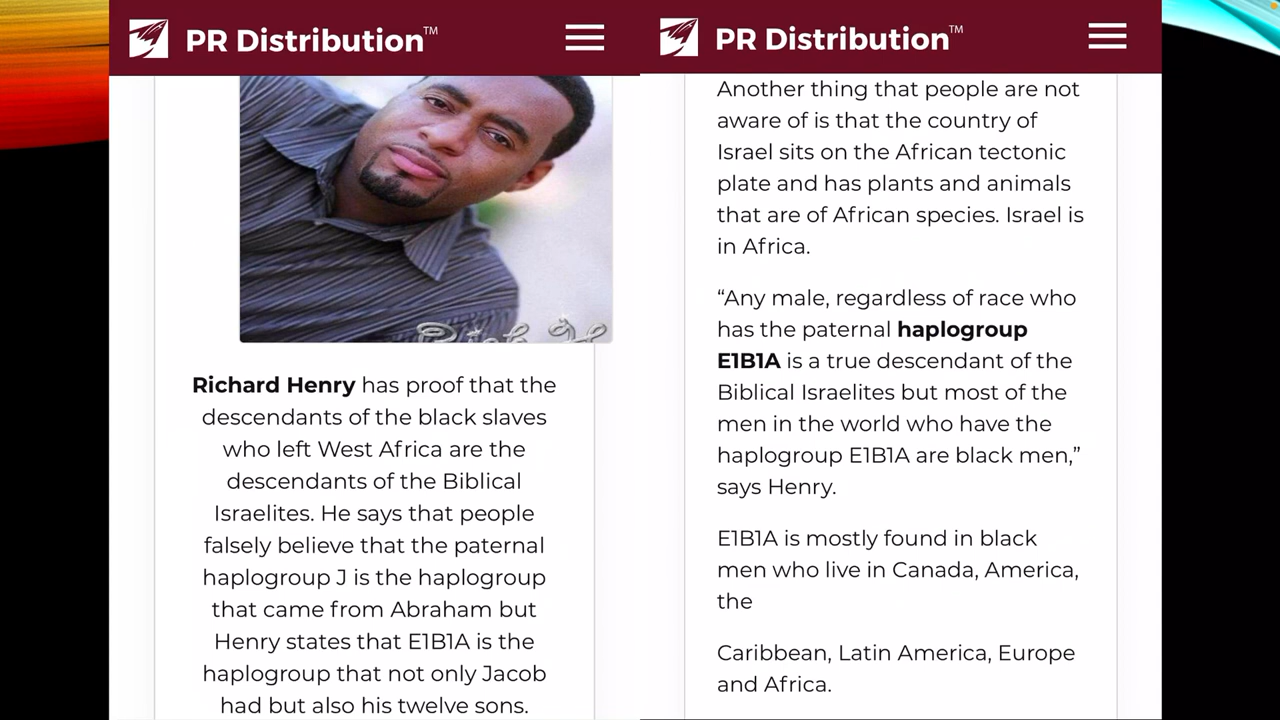 PR Distribution™
Richard Henry has proof that the
descendants of the black slaves
who left West Africa are the
descendants of the Biblical
Israelites. He says that people
falsely believe that the paternal
haplogroup J is the haplogroup
that came from Abraham but
Henry states that E1B1A is the
haplogroup that not only Jacob
had but also his twelve sons.
PR Distribution™
Another thing that people are not
aware of is that the country of
Israel sits on the African tectonic
plate and has plants and animals
that are of African species. Israel is
in Africa.
“Any male, regardless of race who
has the paternal haplogroup
E1B1A is a true descendant of the
Biblical Israelites but most of the
men in the world who have the
haplogroup E1B1A are black men,”
says Henry.
E1B1A is mostly found in black
men who live in Canada, America,
the
Caribbean, Latin America, Europe
and Africa.